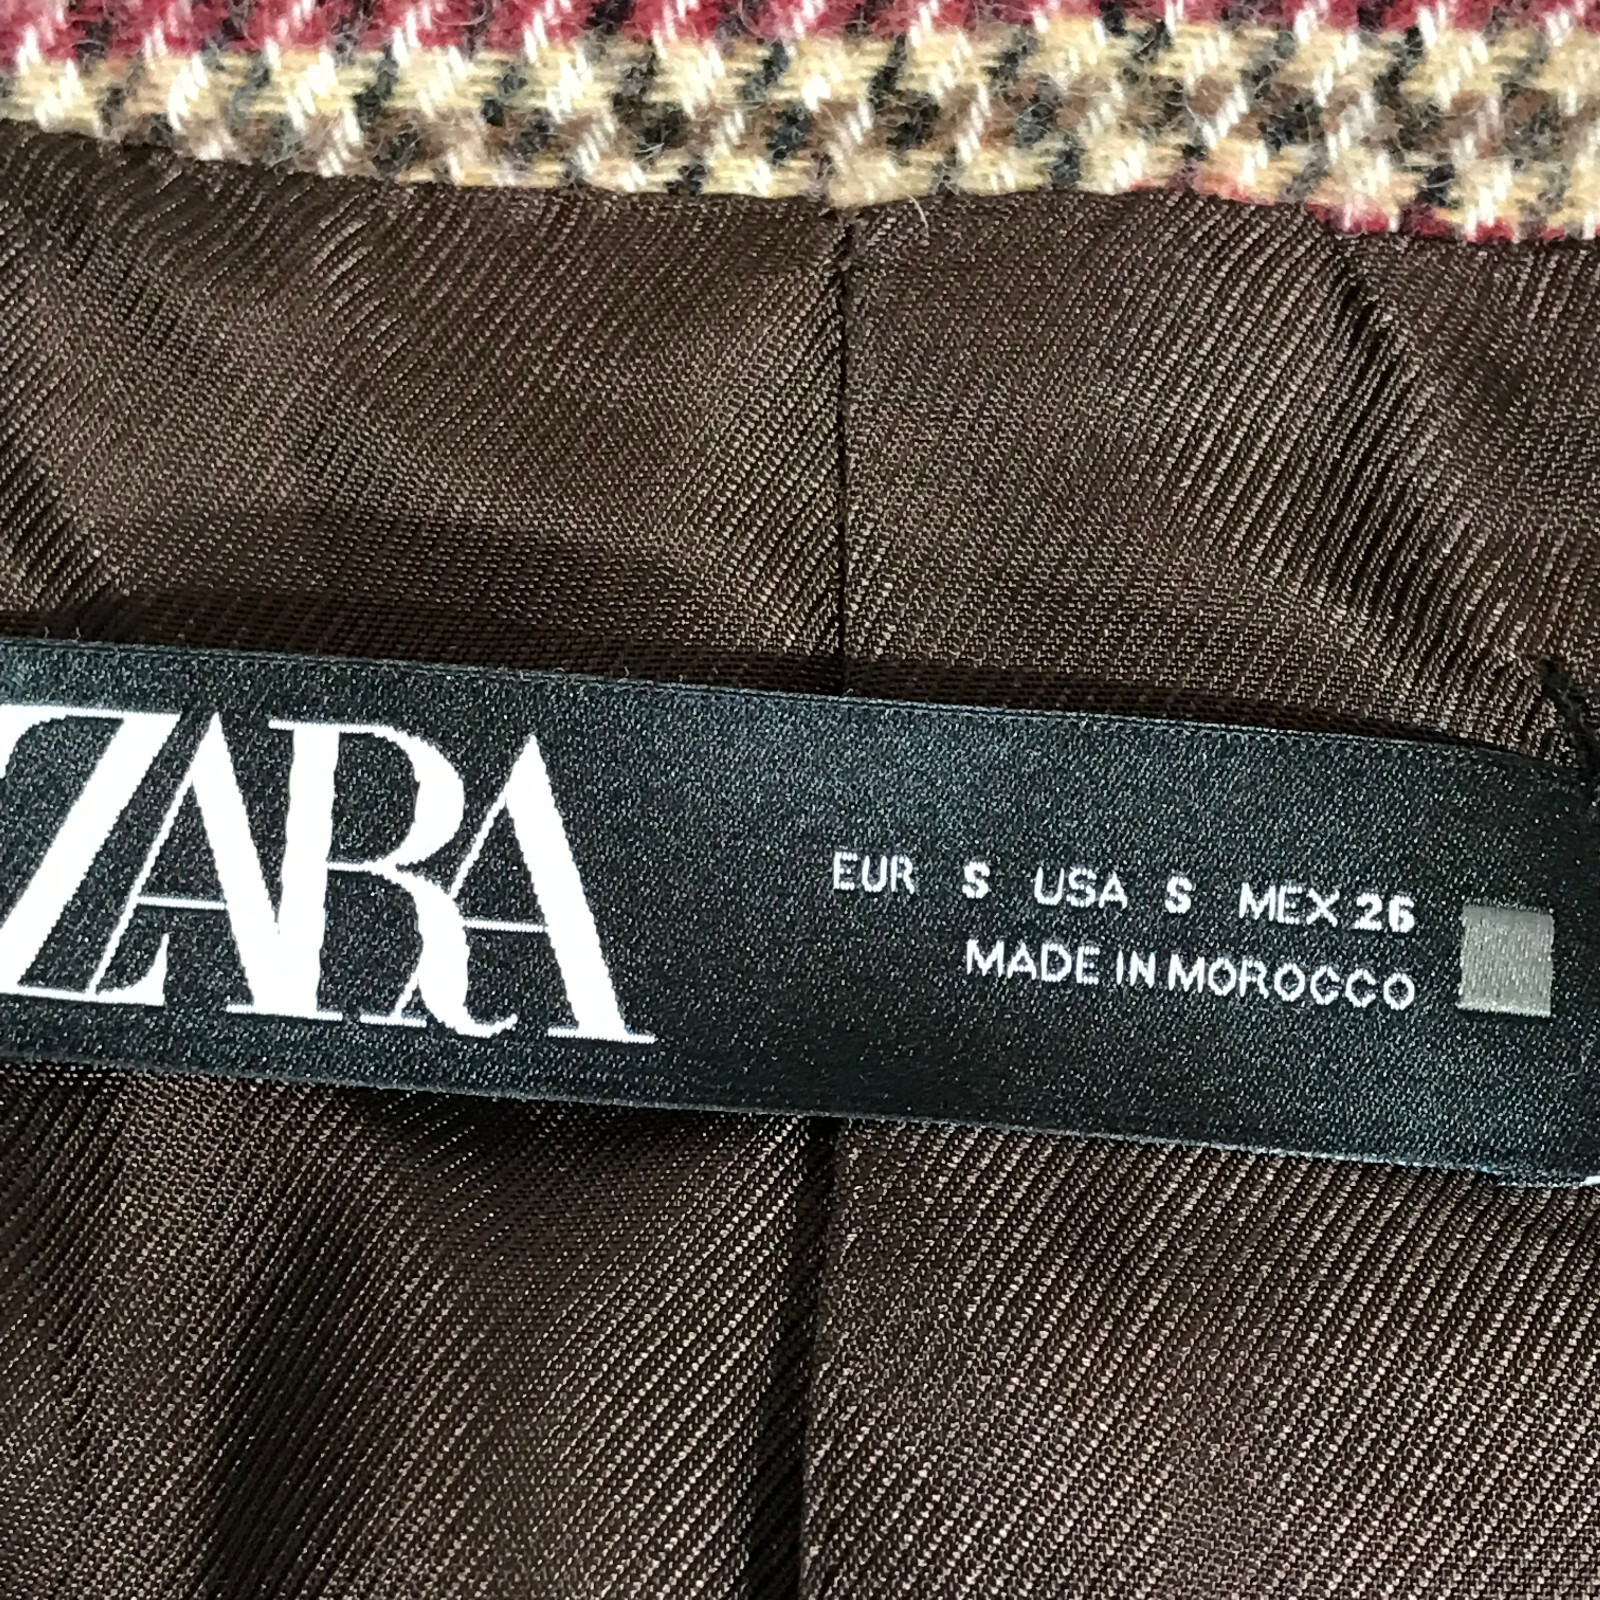 ZARA
EUR S USA S MEX 26
MADE IN MOROCCO